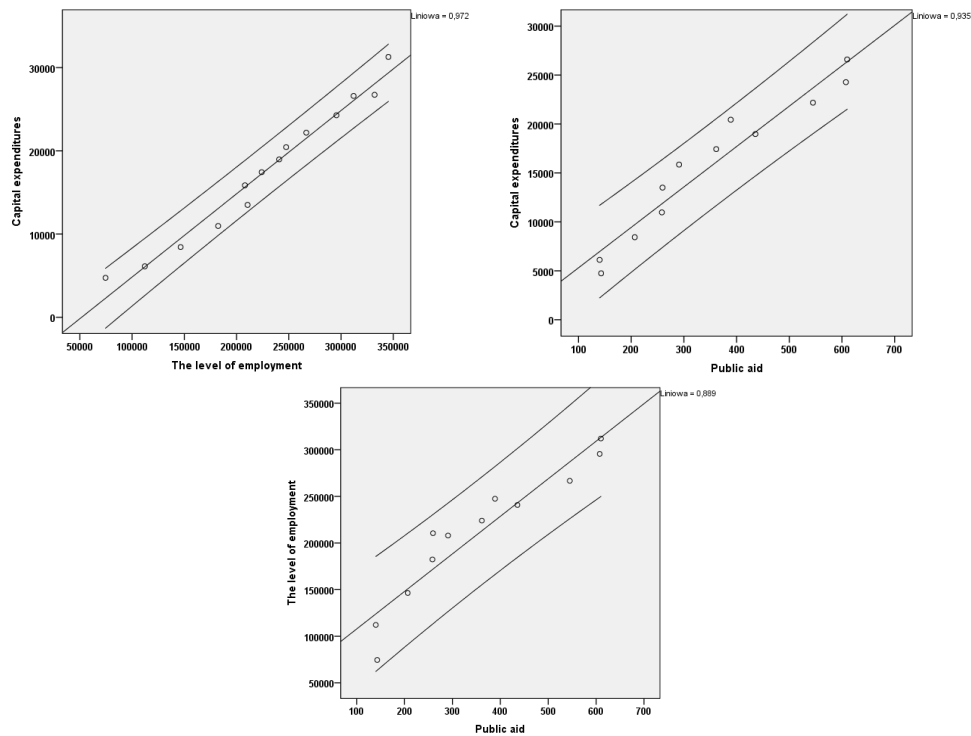 Liniowa = 0,972
Capital expenditures
30000
20000
10000
0
50000 100000 150000 200000 250000 300000 350000
The level of employment
Liniowa = 0,935
Capital expenditures
30000
25000
20000
15000
10000
5000
0
100 200 300 400 500 600 700
Public aid
Liniowa = 0,889
The level of employment
350000
300000
250000
200000
150000
100000
50000
100 200 300 400 500 600 700
Public aid